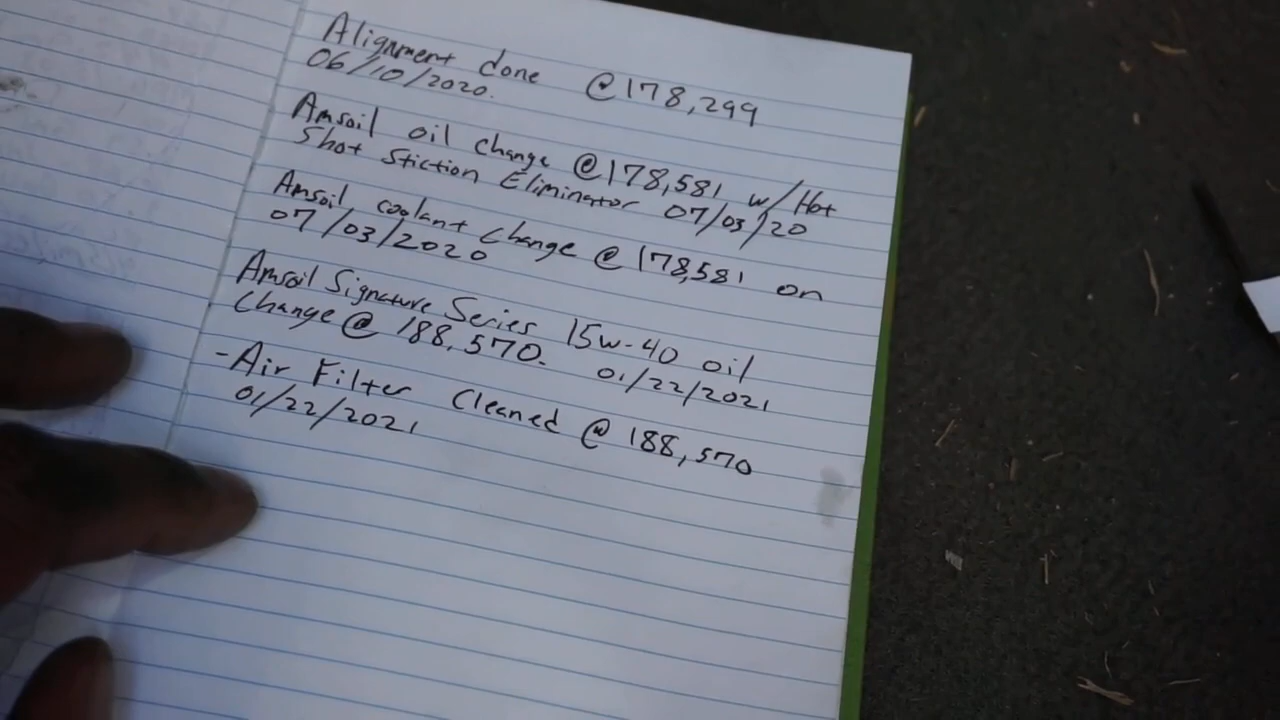 Alignment done @178,299
06/10/2020.
Amsoil oil change @178,581 w/Hot
Shot Stiction Eliminator 07/03/20
Amsoil coolant change @ 178,581 on
07/03/2020
Amsoil Signature Series 15w-40 oil
change @ 188,570. 01/22/2021
-Air Filter Cleaned @ 188,570
01/22/2021